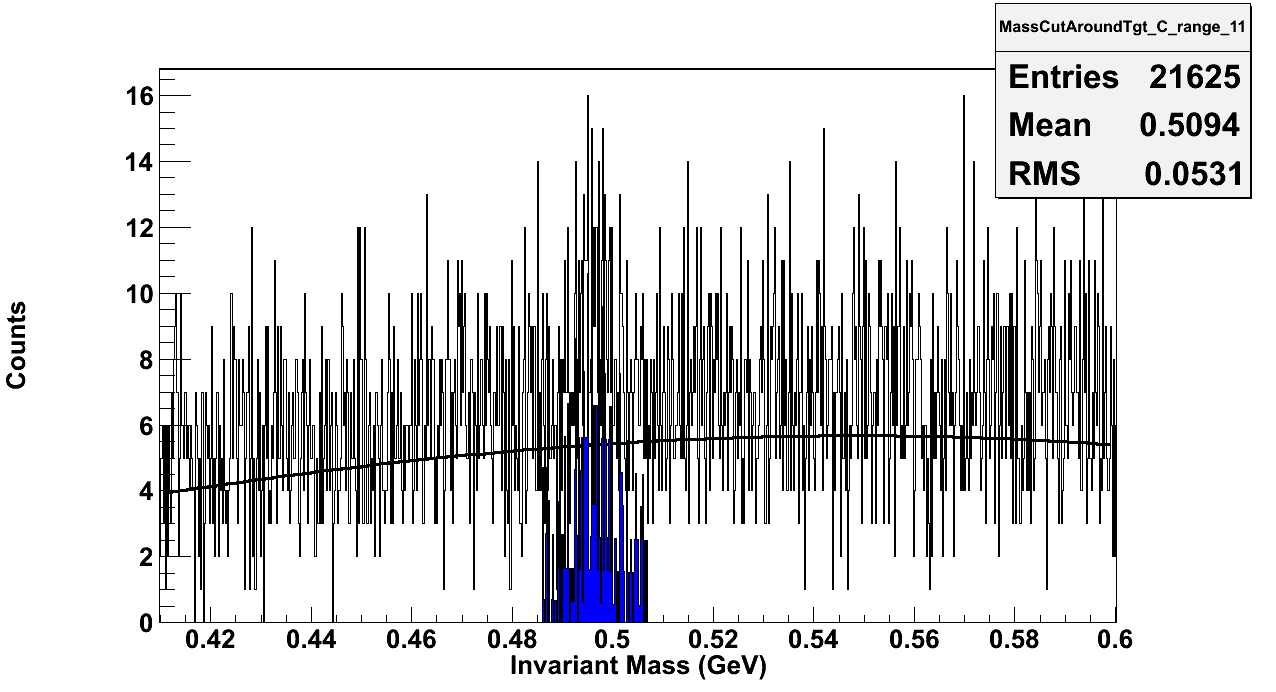 MassCutAroundTgt_C_range_11
Entries 21625
Mean 0.5094
RMS 0.0531
Counts
16
14
12
10
8
6
4
2
0
0.42 0.44 0.46 0.48 0.5 0.52 0.54 0.56 0.58 0.6
Invariant Mass (GeV)